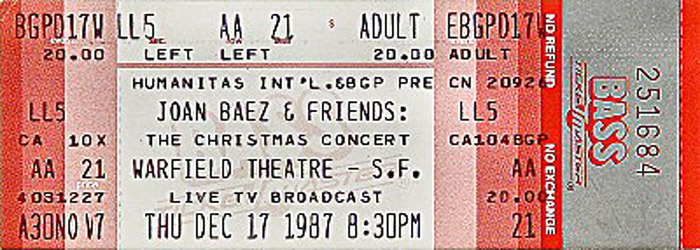 BGPD17W LL5 AA 21 ADULT EBGPD17W
20.00 LEFT LEFT 20.00 ADULT
HUMANITAS INT'L.&BGP PRE CN 20926
LL5 JOAN BAEZ & FRIENDS: LL5
CA 10X THE CHRISTMAS CONCERT CA1048GP
AA 21 WARFIELD THEATRE - S.F. AA
4031227 LIVE TV BROADCAST 20.00
A30NOV7 THU DEC 17 1987 8:30PM 21
NO REFUND
NO EXCHANGE
BASS
251684